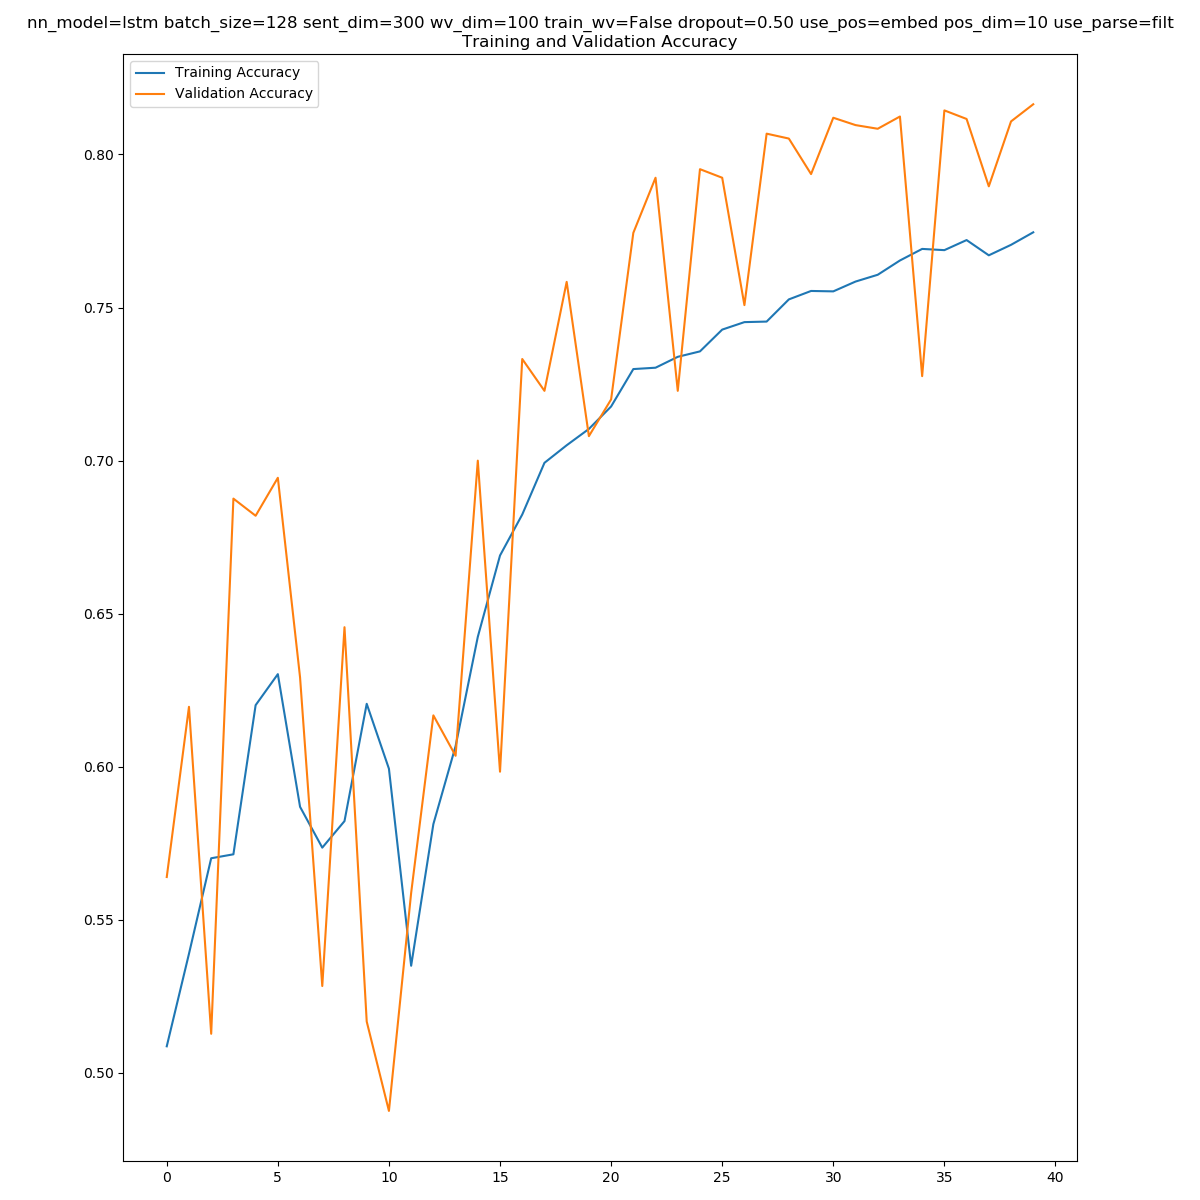 nn_model=lstm batch_size=128 sent_dim=300 wv_dim=100 train_wv=False dropout=0.50 use_pos=embed pos_dim=10 use_parse=filt
Training and Validation Accuracy
Training Accuracy
Validation Accuracy
0.80
0.75
0.70
0.65
0.60
0.55
0.50
0 5 10 15 20 25 30 35 40